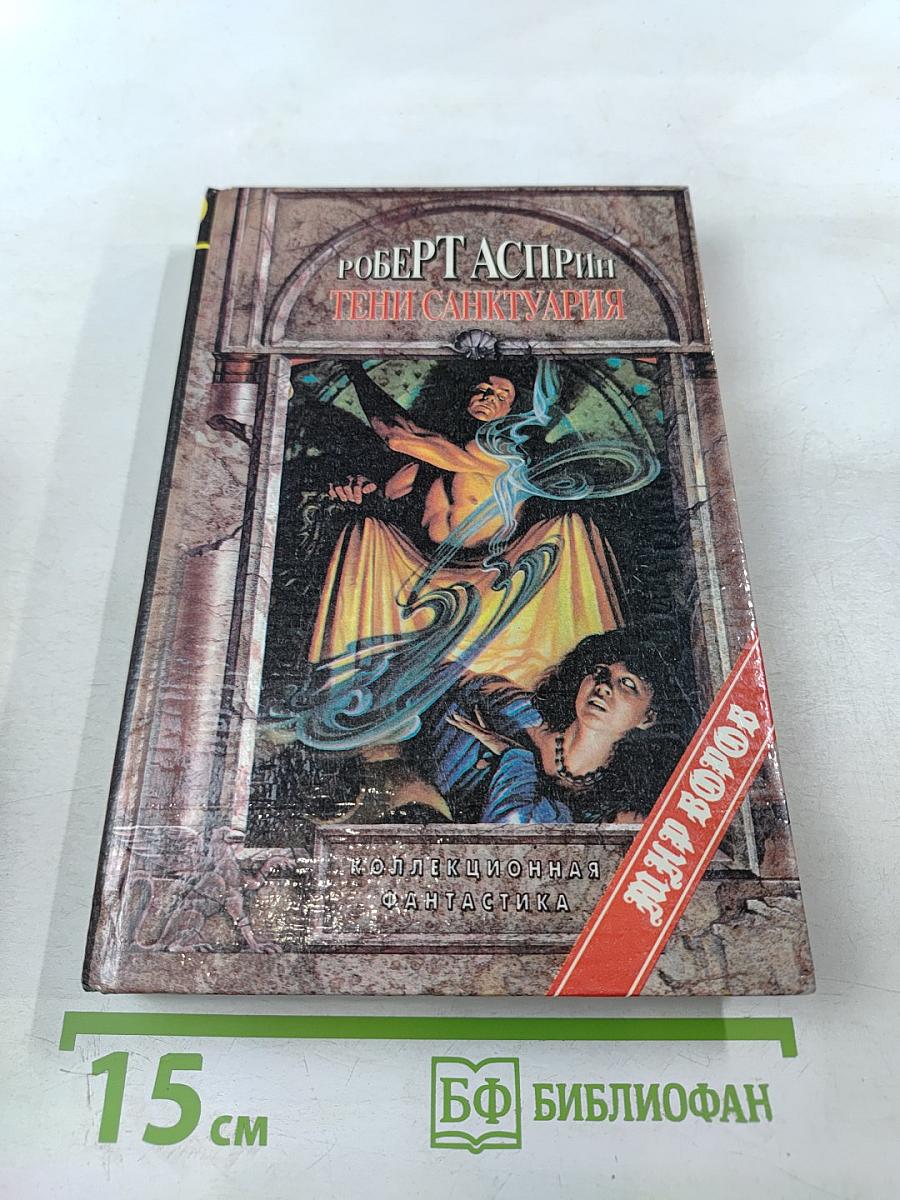 РОБЕРТ АСПРИН
ТЕНИ САНКТУАРИЯ
МИР ВОРОВ
КОЛЛЕКЦИОННАЯ
ФАНТАСТИКА
15 см
БФ БИБЛИОФАН